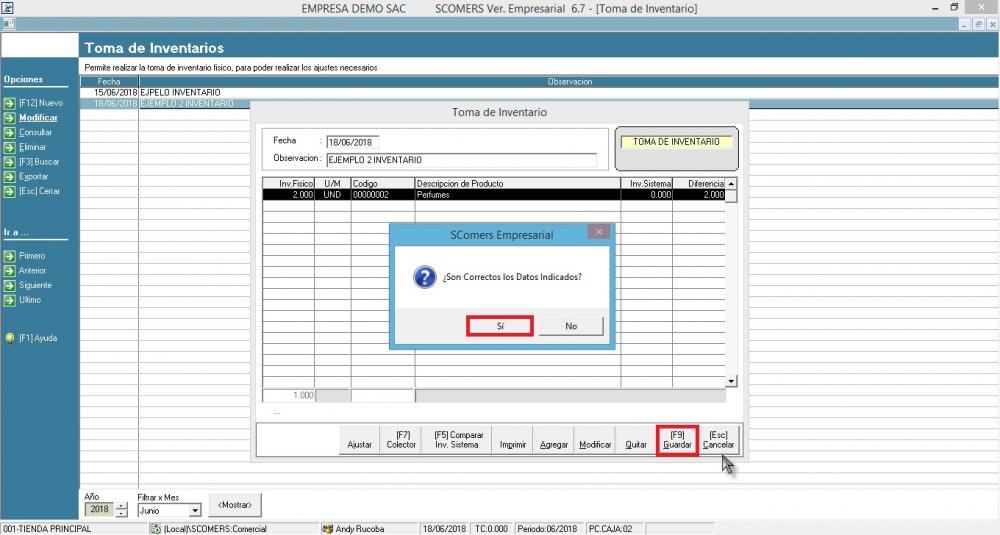 EMPRESA DEMO SAC SCOMERS Ver. Empresarial 6.7 - [Toma de Inventario]
Toma de Inventarios
Permite realizar la toma de inventario fisico, para poder realizar los ajustes necesarios
Opciones
[F12] Nuevo
Modificar
Consultar
Eliminar
[F3] Buscar
Exportar
[Esc] Cerrar
Ir a ...
Primero
Anterior
Siguiente
Ultimo
[F1] Ayuda
Fecha Observacion
15/06/2018 EJPELO INVENTARIO
18/06/2018 EJEMPLO 2 INVENTARIO
Toma de Inventario
Fecha : 18/06/2018
Observacion : EJEMPLO 2 INVENTARIO
TOMA DE INVENTARIO
Inv.Fisico U/M Codigo Descripcion de Producto Inv.Sistema Diferencia
2.000 UND 00000002 Perfumes 0.000 2.000
SComers Empresarial
¿Son Correctos los Datos Indicados?
Sí No
1.000
...
Ajustar
[F7] Colector
[F5] Comparar Inv. Sistema
Imprimir
Agregar
Modificar
Quitar
[F9] Guardar
[Esc] Cancelar
Año Filtrar x Mes
2018 Junio <Mostrar>
001-TIENDA PRINCIPAL (Local)\SCOMERS:Comercial Andy Rucoba 18/06/2018 TC:0.000 Periodo:06/2018 PC.CAJA:02